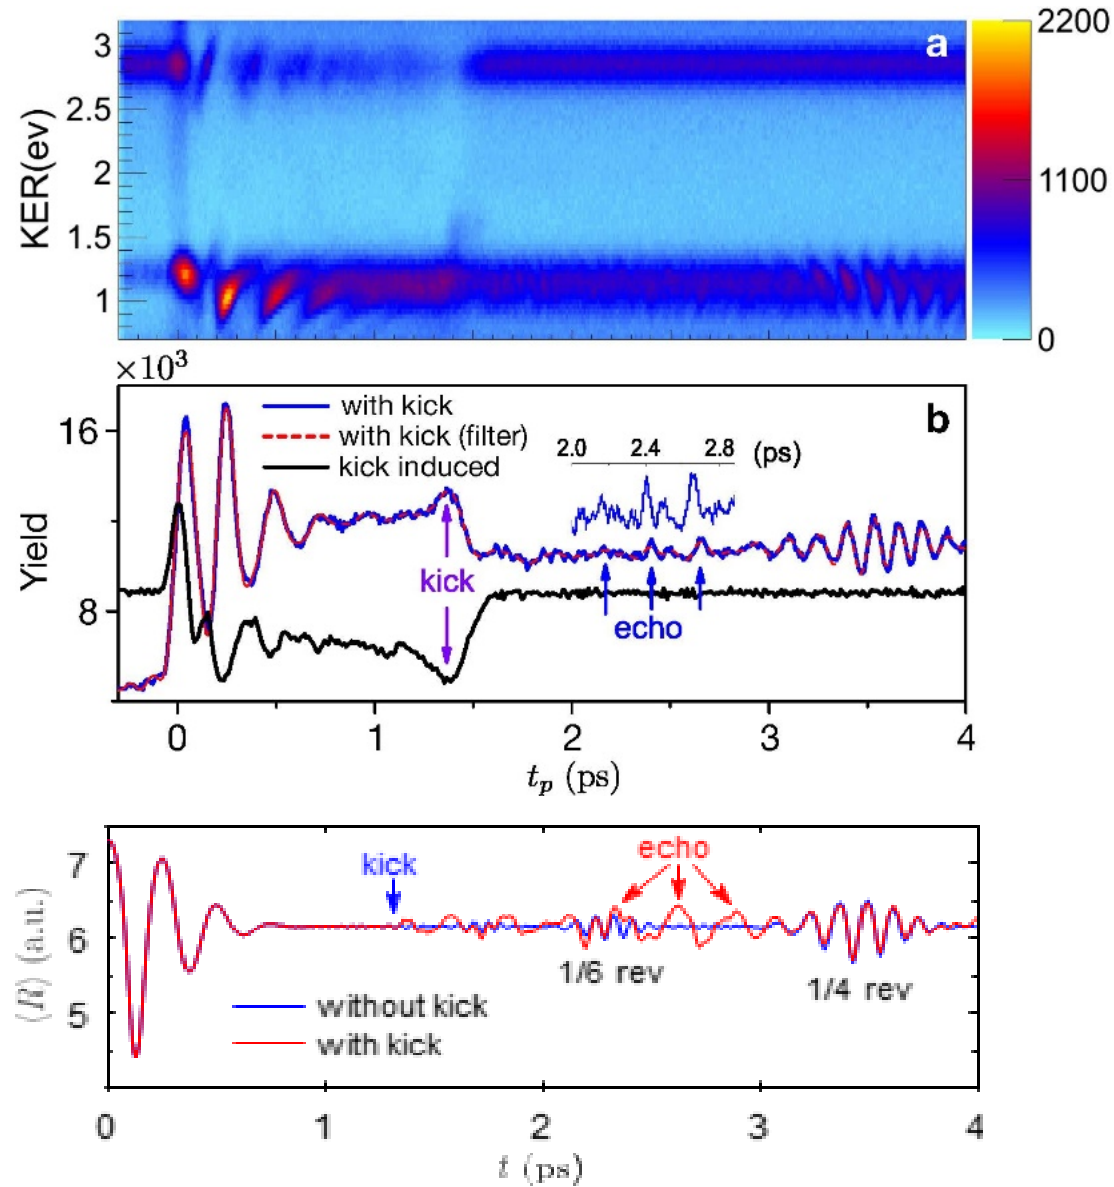 a
3
2.5
2
1.5
1
KER(ev)
2200
1100
0
×10³
b
16
8
Yield
with kick
with kick (filter)
kick induced
2.0 2.4 2.8 (ps)
kick
echo
0 1 2 3 4
t_p (ps)
7
6
5
⟨R⟩ (a.u.)
kick
echo
1/6 rev
1/4 rev
without kick
with kick
0 1 2 3 4
t (ps)